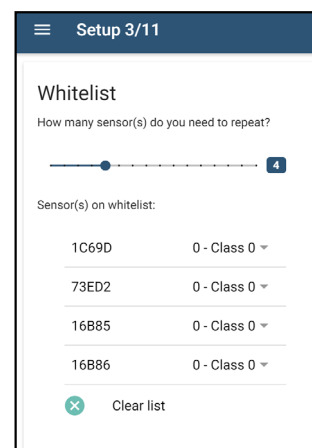 Setup 3/11
Whitelist
How many sensor(s) do you need to repeat?
4
Sensor(s) on whitelist:
1C69D 0 - Class 0
73ED2 0 - Class 0
16B85 0 - Class 0
16B86 0 - Class 0
Clear list